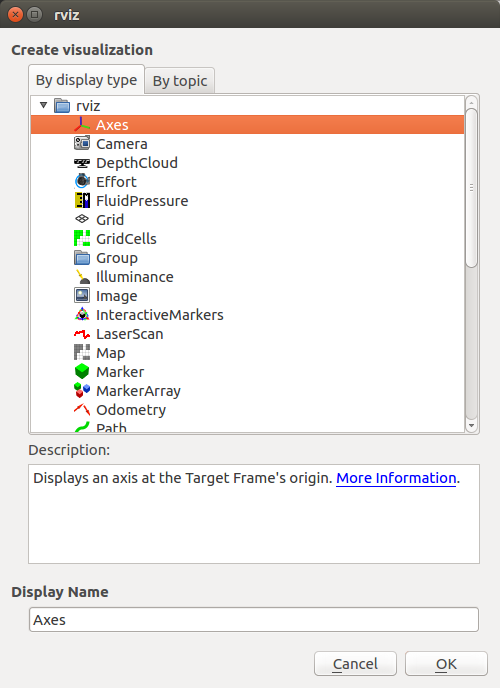 rviz
Create visualization
By display type
By topic
rviz
Axes
Camera
DepthCloud
Effort
FluidPressure
Grid
GridCells
Group
Illuminance
Image
InteractiveMarkers
LaserScan
Map
Marker
MarkerArray
Odometry
Path
Description:
Displays an axis at the Target Frame's origin. More Information.
Display Name
Axes
Cancel
OK